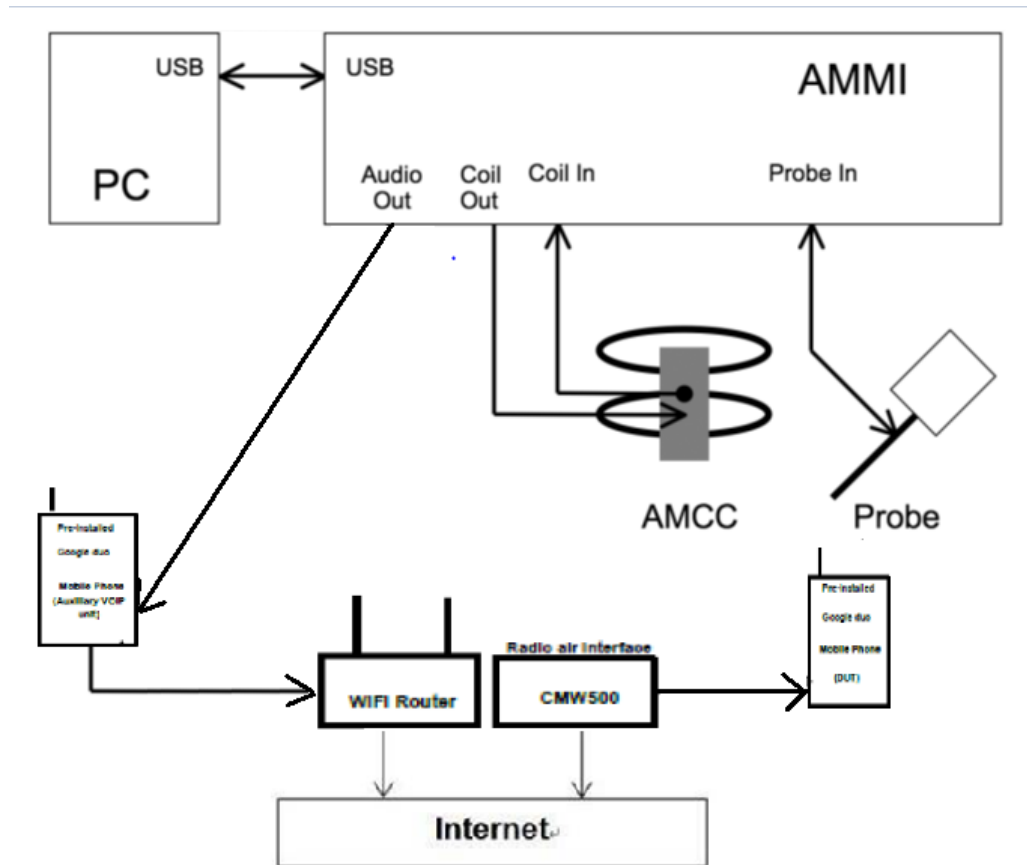 USB
USB
AMMI
PC
Audio
Out
Coil
Out
Coil In
Probe In
AMCC
Probe
Pre-installed
Google duo
Mobile Phone
(Auxiliary VOIP
unit)
Pre-installed
Google duo
Mobile Phone
(DUT)
WIFI Router
Radio air Interface
CMW500
Internet